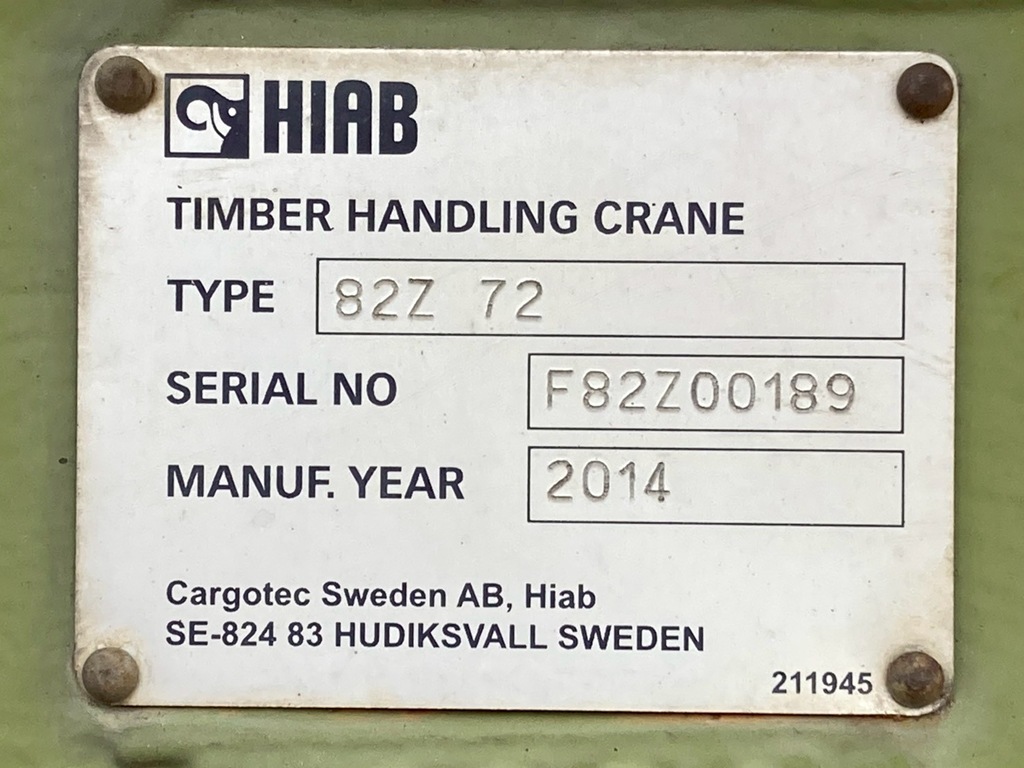 HIAB
TIMBER HANDLING CRANE
TYPE 82Z 72
SERIAL NO F82Z00189
MANUF. YEAR 2014
Cargotec Sweden AB, Hiab
SE-824 83 HUDIKSVALL SWEDEN
211945